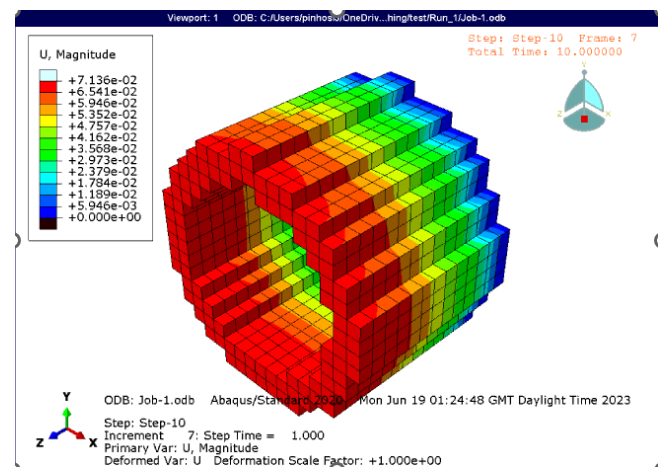 Viewport: 1 ODB: C:/Users/pinhosl3/OneDriv...hing/test/Run_1/Job-1.odb
Step: Step-10 Frame: 7
Total Time: 10.000000
U, Magnitude
+7.136e-02
+6.541e-02
+5.946e-02
+5.352e-02
+4.757e-02
+4.162e-02
+3.568e-02
+2.973e-02
+2.379e-02
+1.784e-02
+1.189e-02
+5.946e-03
+0.000e+00
Y
Z
X
ODB: Job-1.odb Abaqus/Standard 2020 Mon Jun 19 01:24:48 GMT Daylight Time 2023
Y
Z X
Step: Step-10
Increment 7: Step Time = 1.000
Primary Var: U, Magnitude
Deformed Var: U Deformation Scale Factor: +1.000e+00